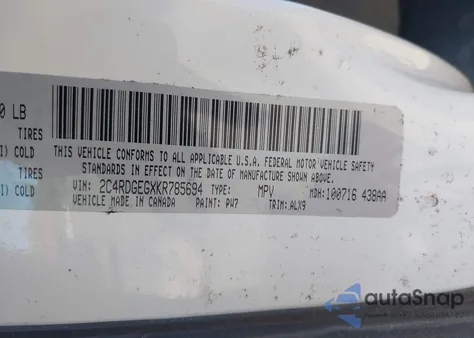 0 LB
TIRES
I) COLD
TIRES
I) COLD
THIS VEHICLE CONFORMS TO ALL APPLICABLE U.S.A. FEDERAL MOTOR VEHICLE SAFETY
STANDARDS IN EFFECT ON THE DATE OF MANUFACTURE SHOWN ABOVE.
VIN: 2C4RDGEGXKR785694 TYPE: MPV MDH:100716 438AA
VEHICLE MADE IN CANADA PAINT: PW7 TRIM:ALX9
autoSnap